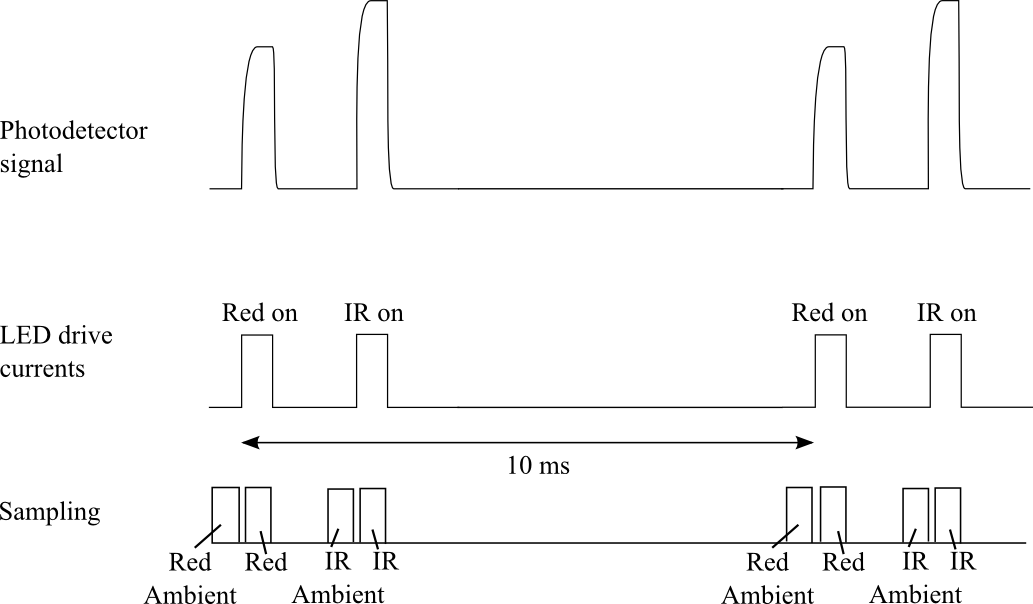 Photodetector
signal
Red on IR on Red on IR on
LED drive
currents
10 ms
Sampling
Red Red IR IR Red Red IR IR
Ambient Ambient Ambient Ambient